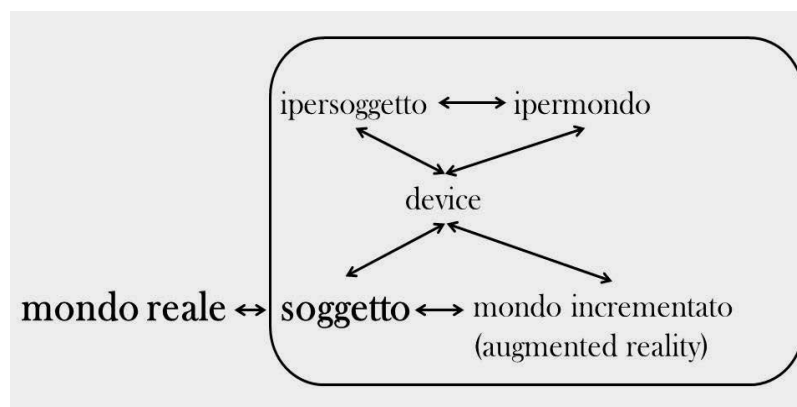 ipersoggetto ipermondo
device
mondo reale soggetto mondo incrementato
(augmented reality)